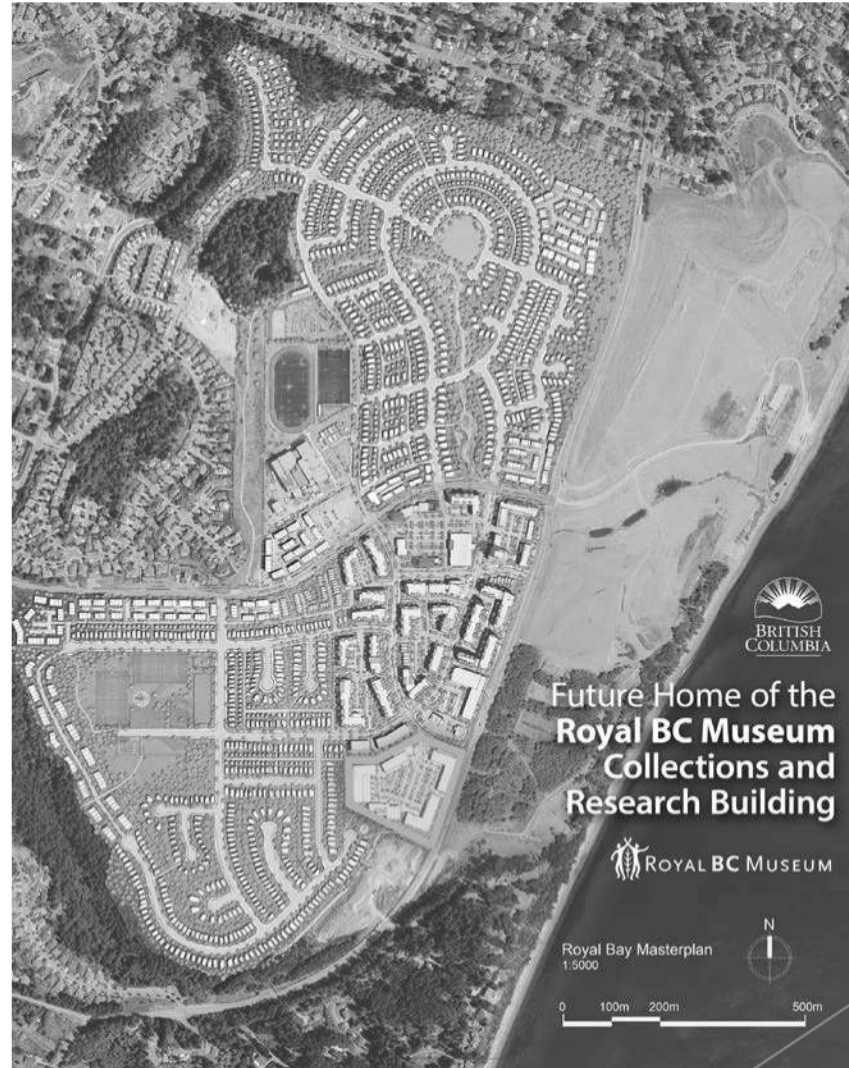 BRITISH
COLUMBIA
Future Home of the
Royal BC Museum
Collections and
Research Building
ROYAL BC MUSEUM
N
Royal Bay Masterplan
1:5000
0 100m 200m 500m